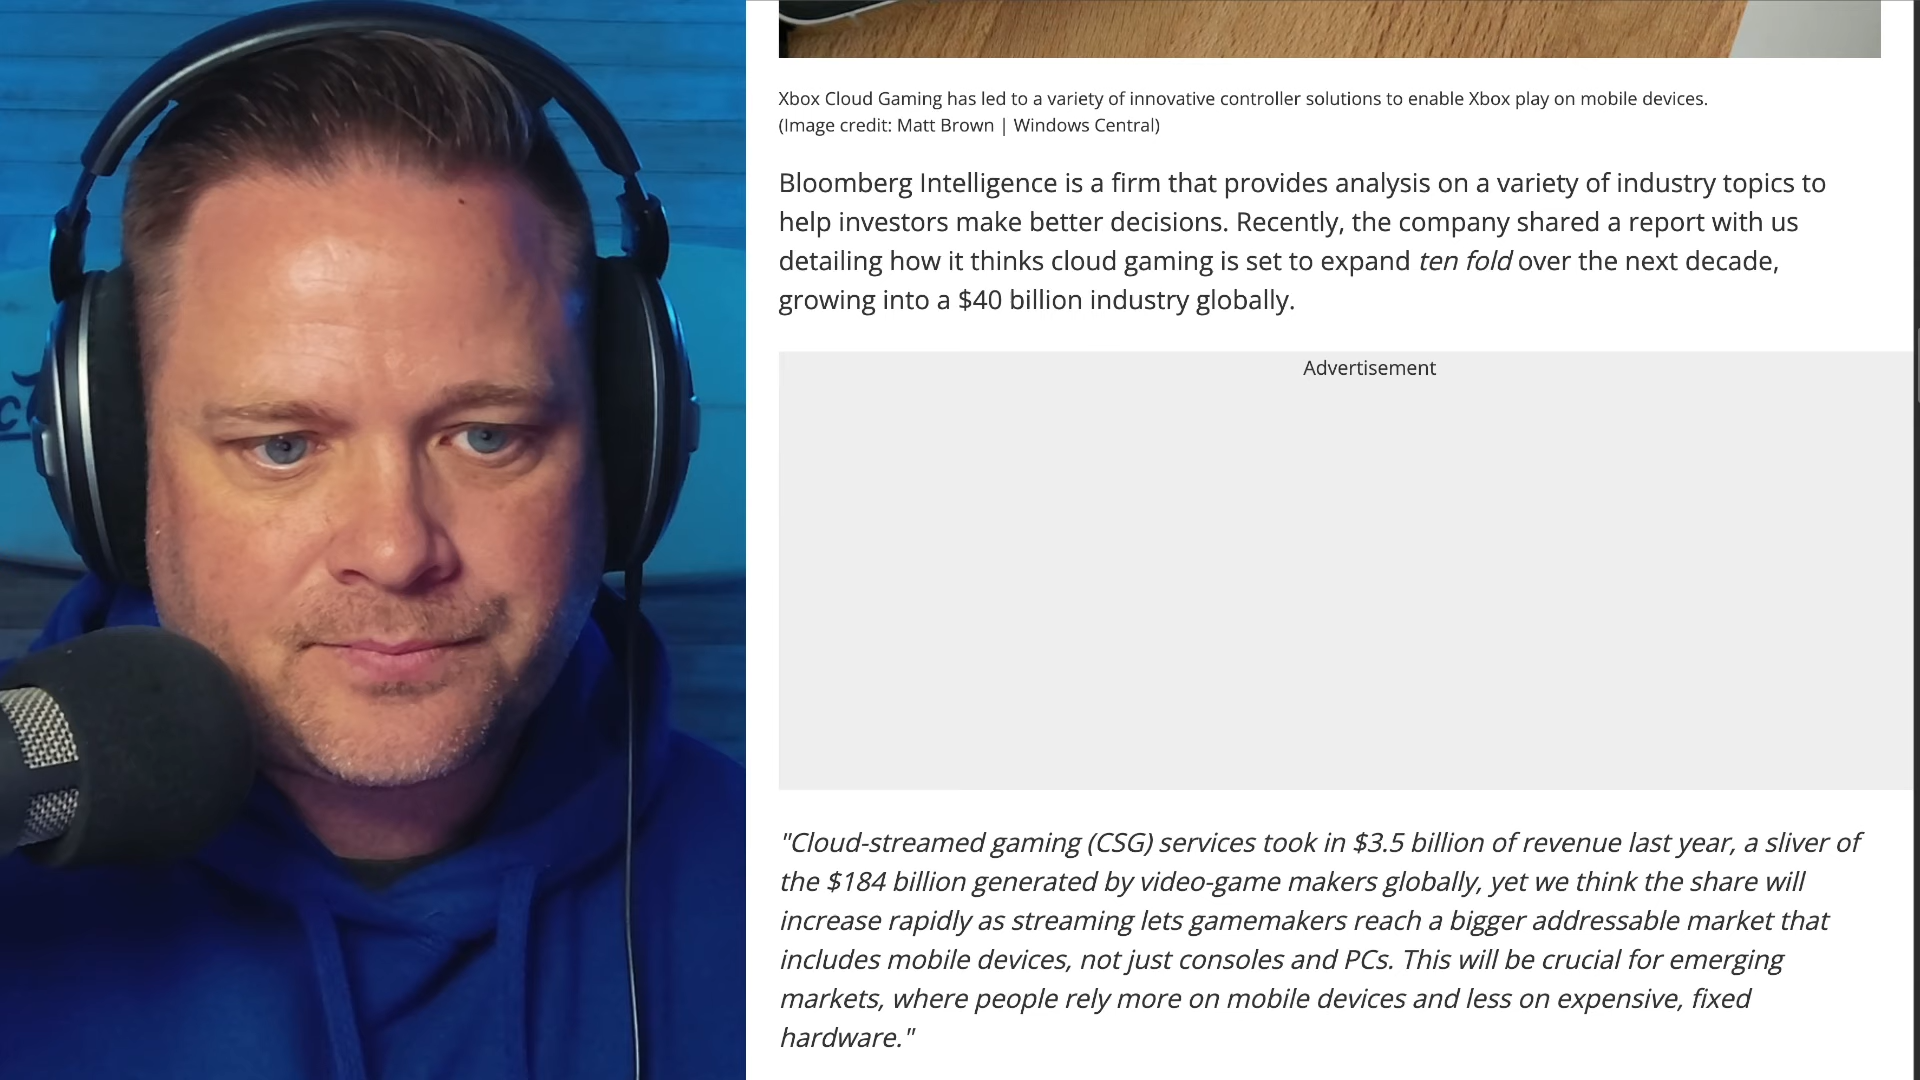 Xbox Cloud Gaming has led to a variety of innovative controller solutions to enable Xbox play on mobile devices.
(Image credit: Matt Brown | Windows Central)
Bloomberg Intelligence is a firm that provides analysis on a variety of industry topics to
help investors make better decisions. Recently, the company shared a report with us
detailing how it thinks cloud gaming is set to expand ten fold over the next decade,
growing into a $40 billion industry globally.
Advertisement
"Cloud-streamed gaming (CSG) services took in $3.5 billion of revenue last year, a sliver of
the $184 billion generated by video-game makers globally, yet we think the share will
increase rapidly as streaming lets gamemakers reach a bigger addressable market that
includes mobile devices, not just consoles and PCs. This will be crucial for emerging
markets, where people rely more on mobile devices and less on expensive, fixed
hardware."